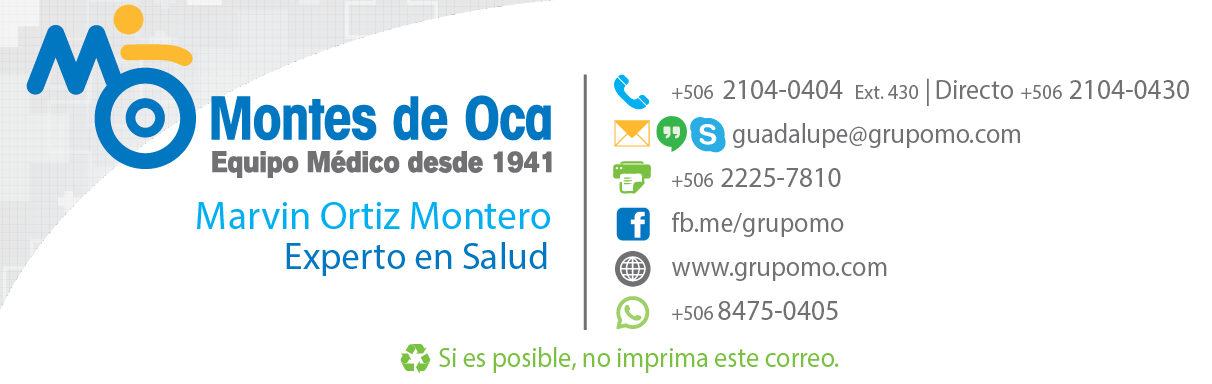 MO
Montes de Oca
Equipo Médico desde 1941
Marvin Ortiz Montero
Experto en Salud
+506 2104-0404 Ext. 430 | Directo +506 2104-0430
guadalupe@grupomo.com
+506 2225-7810
fb.me/grupomo
www.grupomo.com
+506 8475-0405
Si es posible, no imprima este correo.